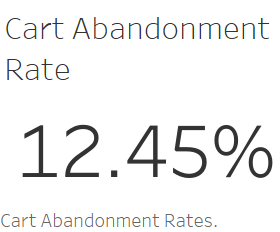 Cart Abandonment
Rate
12.45%
Cart Abandonment Rates.